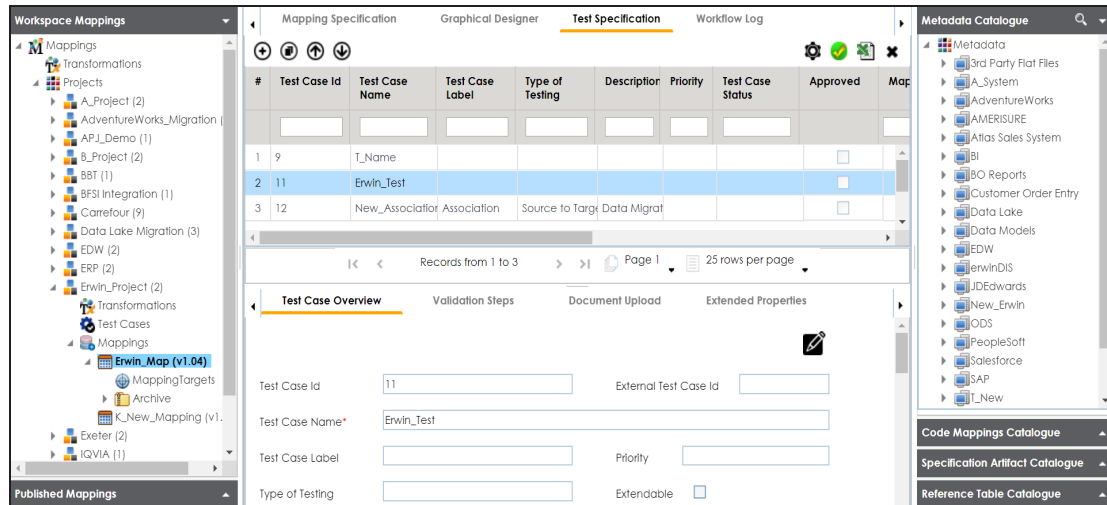 Workspace Mappings
Mappings
Transformations
Projects
A_Project (2)
AdventureWorks_Migration (
APJ_Demo (1)
B_Project (2)
BBT (1)
BFSI Integration (1)
Carrefour (9)
Data Lake Migration (3)
EDW (2)
ERP (2)
Erwin_Project (2)
Transformations
Test Cases
Mappings
Erwin_Map (v1.04)
MappingTargets
Archive
K_New_Mapping (v1.
Exeter (2)
IQVIA (1)
Published Mappings
Mapping Specification Graphical Designer Test Specification Workflow Log
# Test Case Id Test Case Name Test Case Label Type of Testing Description Priority Test Case Status Approved Map
1 9 T_Name
2 11 Erwin_Test
3 12 New_Association Association Source to Targe Data Migrat
Records from 1 to 3 Page 1 25 rows per page
Test Case Overview Validation Steps Document Upload Extended Properties
Test Case Id 11 External Test Case Id
Test Case Name* Erwin_Test
Test Case Label Priority
Type of Testing Extendable
Metadata Catalogue
Metadata
3rd Party Flat Files
A_System
AdventureWorks
AMERISURE
Atlas Sales System
BI
BO Reports
Customer Order Entry
Data Lake
Data Models
EDW
erwinDIS
JDEdwards
New_Erwin
ODS
PeopleSoft
Salesforce
SAP
T_New
Code Mappings Catalogue
Specification Artifact Catalogue
Reference Table Catalogue